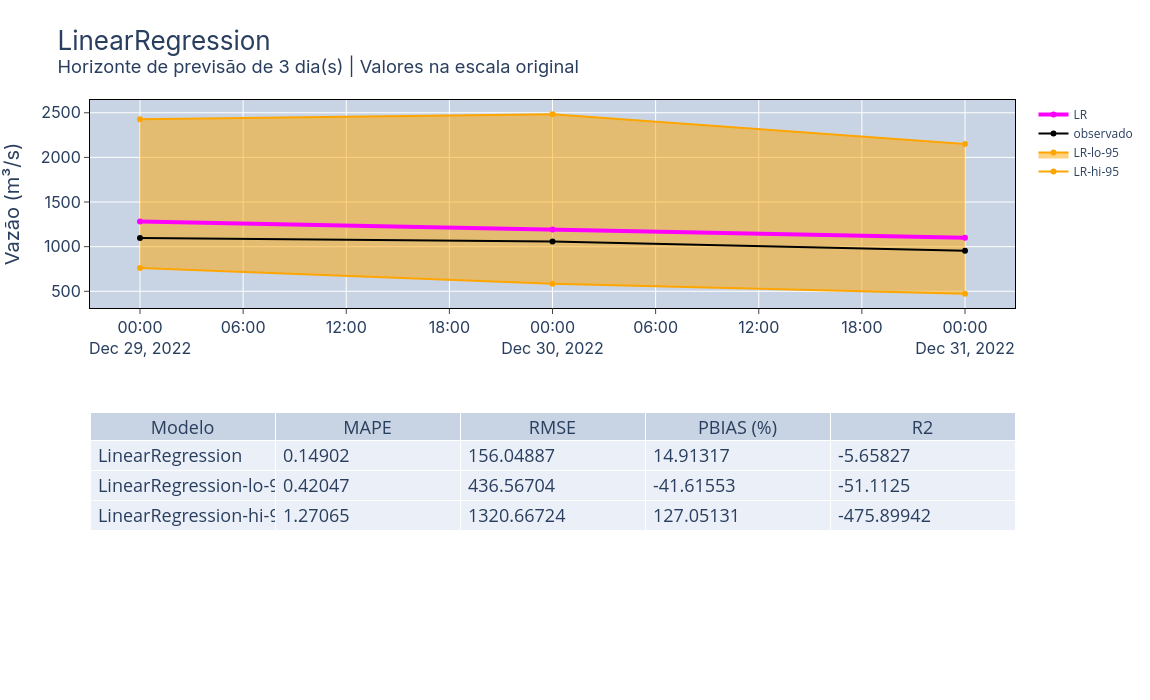 LinearRegression
Horizonte de previsão de 3 dia(s) | Valores na escala original
Vazão (m³/s)
2500
2000
1500
1000
500
00:00 06:00 12:00 18:00 00:00 06:00 12:00 18:00 00:00
Dec 29, 2022 Dec 30, 2022 Dec 31, 2022
LR
observado
LR-lo-95
LR-hi-95
Modelo MAPE RMSE PBIAS (%) R2
LinearRegression 0.14902 156.04887 14.91317 -5.65827
LinearRegression-lo-9 0.42047 436.56704 -41.61553 -51.1125
LinearRegression-hi-9 1.27065 1320.66724 127.05131 -475.89942